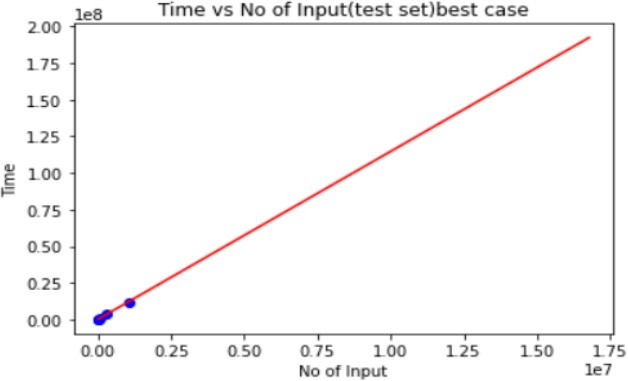 Time vs No of Input(test set)best case
1e8
2.00
1.75
1.50
1.25
1.00
0.75
0.50
0.25
0.00
Time
0.00 0.25 0.50 0.75 1.00 1.25 1.50 1.75
No of Input
1e7